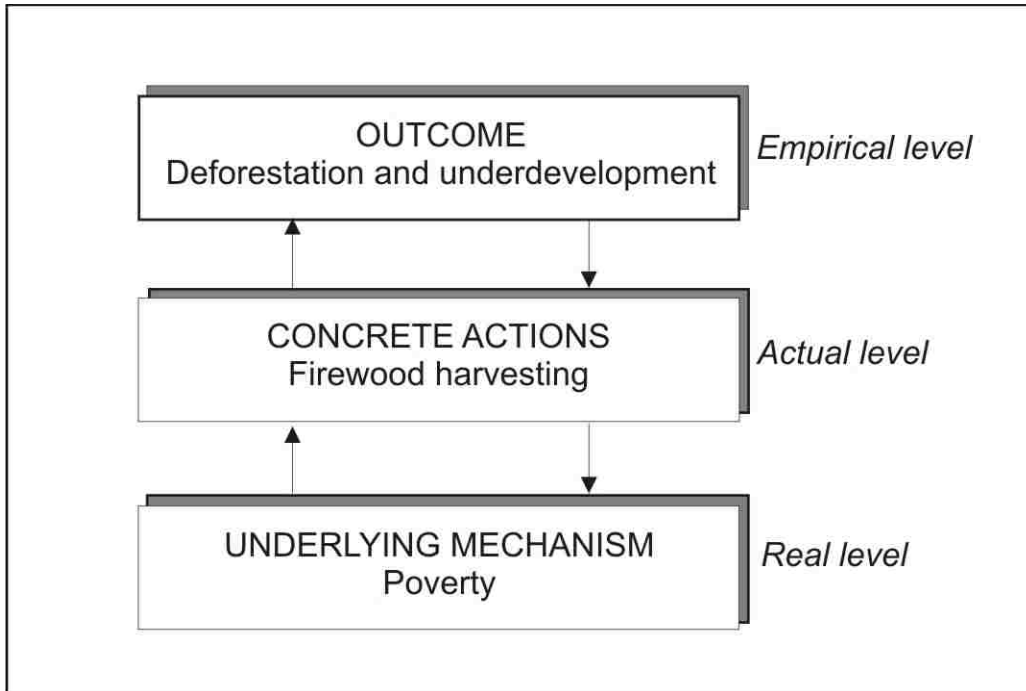 OUTCOME
Deforestation and underdevelopment
Empirical level
CONCRETE ACTIONS
Firewood harvesting
Actual level
UNDERLYING MECHANISM
Poverty
Real level